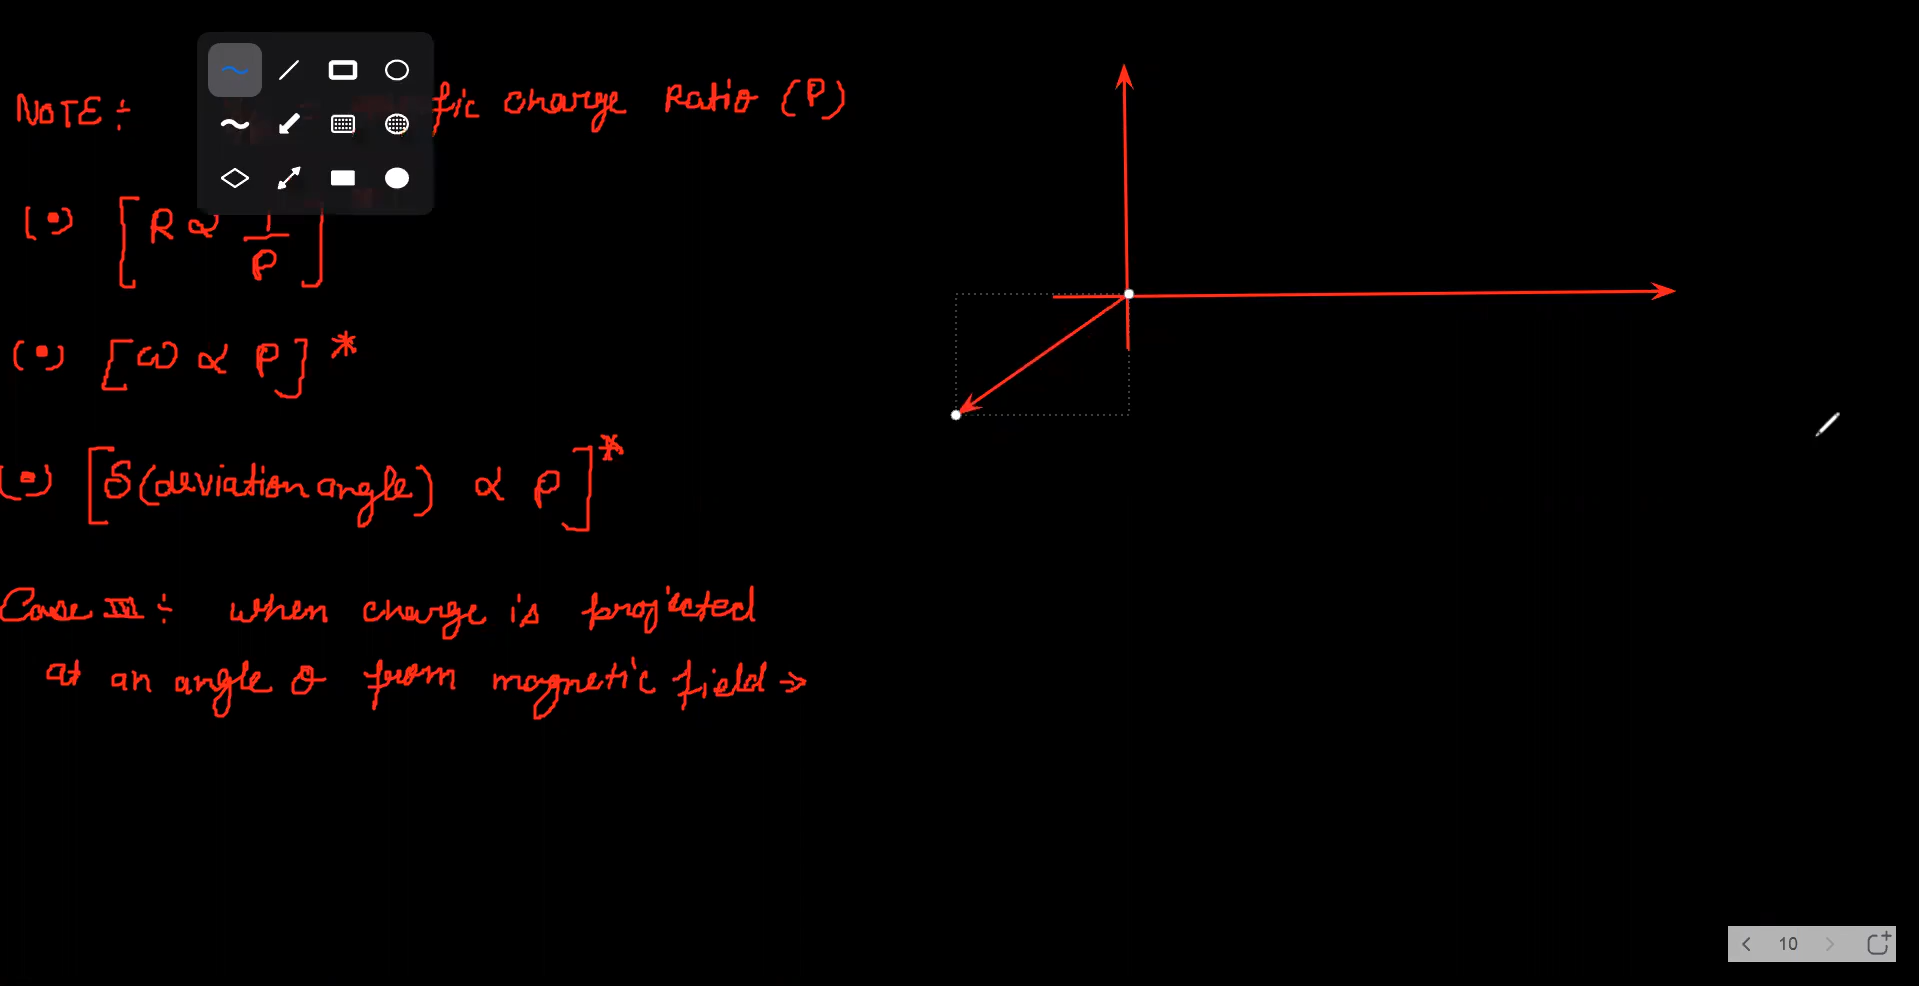 NOTE :- fic charge Ratio (P)
(•) [R ∝ 1/P]
(•) [ω ∝ P]*
(•) [δ(deviation angle) ∝ P]*
Case III :- when charge is projected
at an angle θ from magnetic field →
10